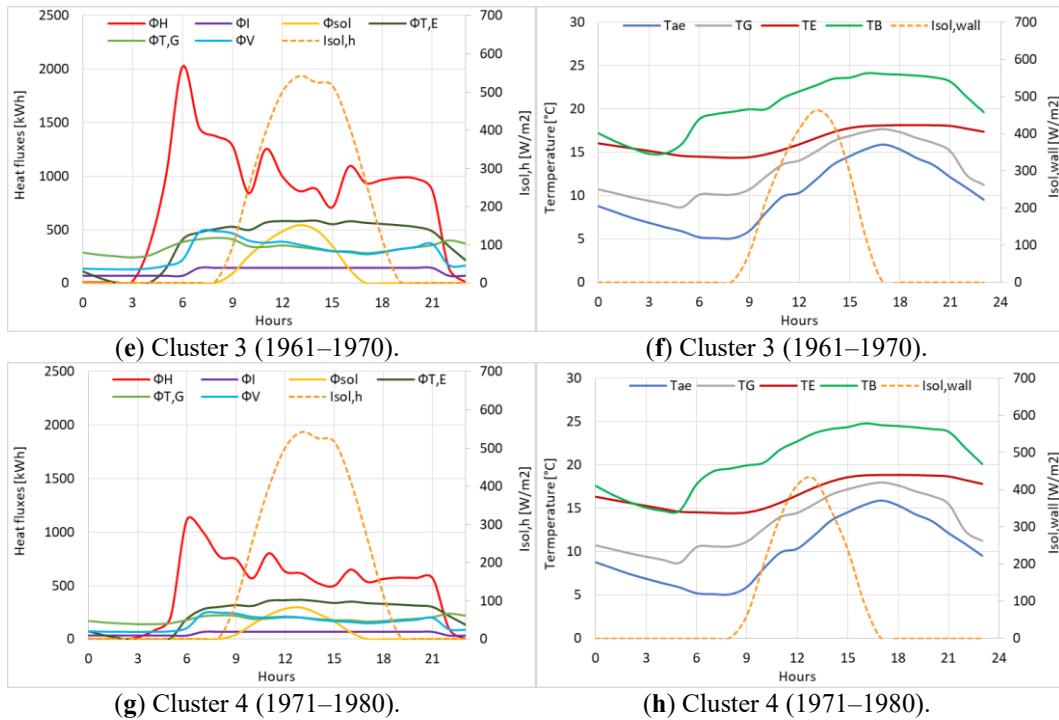 ΦH ΦI Φsol ΦT,E
ΦT,G ΦV Isol,h
Heat fluxes [kWh]
2500
2000
1500
1000
500
0
700
600
500
400
300
200
100
0
Isol,h [W/m2]
0 3 6 9 12 15 18 21
Hours
(e) Cluster 3 (1961–1970).
Tae TG TE TB Isol,wall
Termperature [°C]
30
25
20
15
10
5
0
700
600
500
400
300
200
100
0
Isol,wall [W/m2]
0 3 6 9 12 15 18 21 24
Hours
(f) Cluster 3 (1961–1970).
ΦH ΦI Φsol ΦT,E
ΦT,G ΦV Isol,h
Heat fluxes [kWh]
2500
2000
1500
1000
500
0
700
600
500
400
300
200
100
0
Isol,h [W/m2]
0 3 6 9 12 15 18 21
Hours
(g) Cluster 4 (1971–1980).
Tae TG TE TB Isol,wall
Termperature [°C]
30
25
20
15
10
5
0
700
600
500
400
300
200
100
0
Isol,wall [W/m2]
0 3 6 9 12 15 18 21 24
Hours
(h) Cluster 4 (1971–1980).